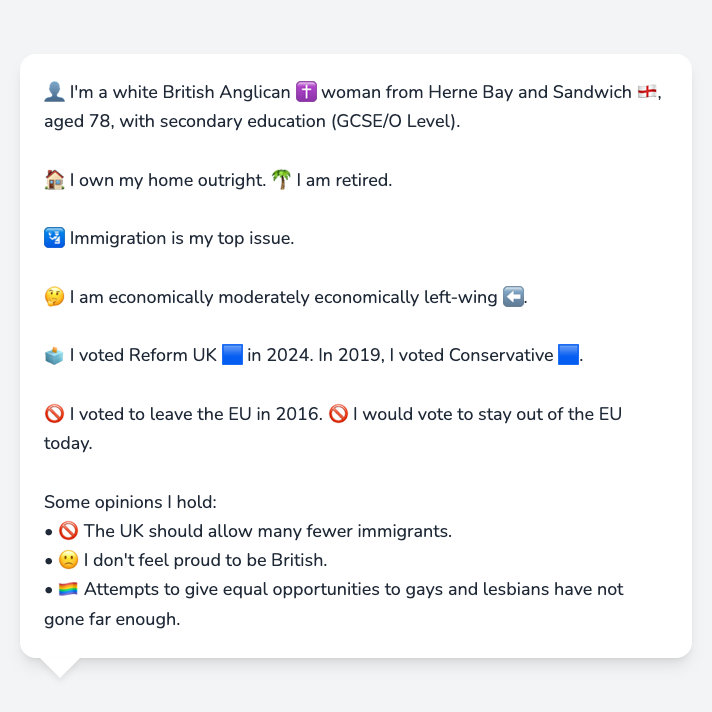 👤 I'm a white British Anglican ✝️ woman from Herne Bay and Sandwich 🏴󠁧󠁢󠁥󠁮󠁧󠁿,
aged 78, with secondary education (GCSE/O Level).
🏠 I own my home outright. 🌴 I am retired.
🛂 Immigration is my top issue.
🤔 I am economically moderately economically left-wing ⬅️.
🗳️ I voted Reform UK 🟦 in 2024. In 2019, I voted Conservative 🟦.
🚫 I voted to leave the EU in 2016. 🚫 I would vote to stay out of the EU
today.
Some opinions I hold:
• 🚫 The UK should allow many fewer immigrants.
• 🙁 I don't feel proud to be British.
• 🏳️‍🌈 Attempts to give equal opportunities to gays and lesbians have not
gone far enough.